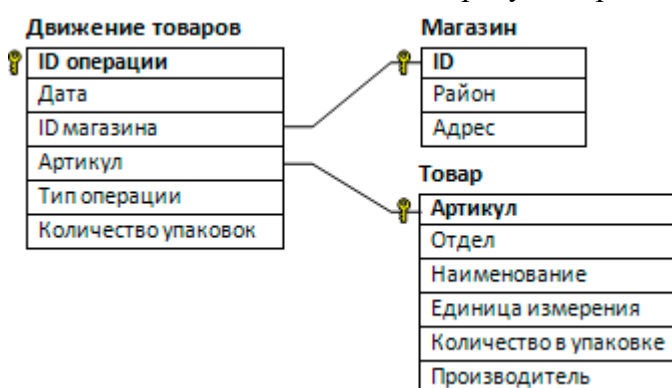 Движение товаров
ID операции
Дата
ID магазина
Артикул
Тип операции
Количество упаковок
Магазин
ID
Район
Адрес
Товар
Артикул
Отдел
Наименование
Единица измерения
Количество в упаковке
Производитель